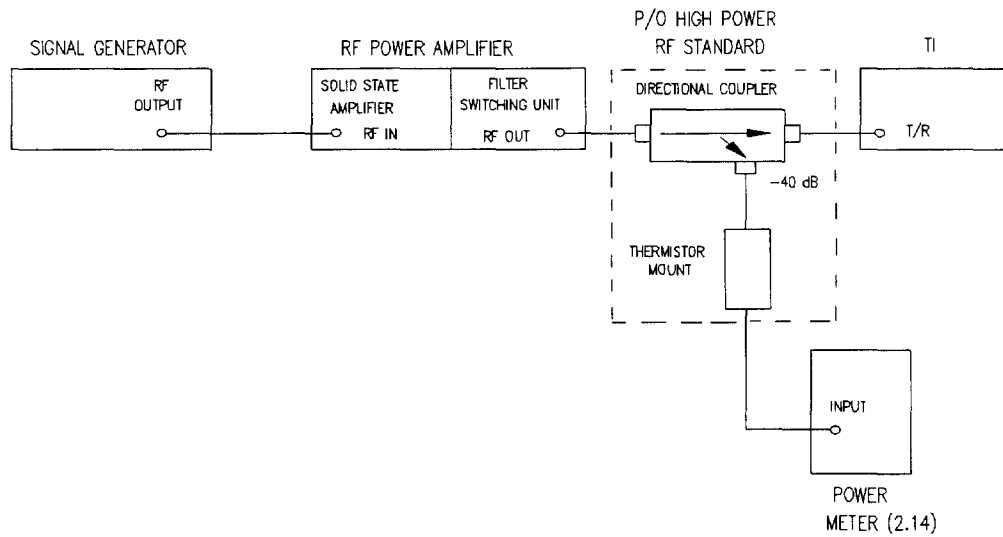 P/O HIGH POWER
RF STANDARD
SIGNAL GENERATOR
RF POWER AMPLIFIER
TI
RF
OUTPUT
SOLID STATE
AMPLIFIER
RF IN
FILTER
SWITCHING UNIT
RF OUT
DIRECTIONAL COUPLER
T/R
-40 dB
THERMISTOR
MOUNT
INPUT
POWER
METER (2.14)